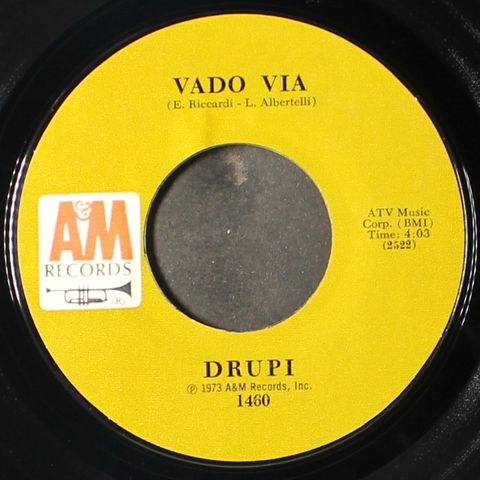 VADO VIA
(E. Riccardi - L. Albertelli)
A&M
RECORDS
(R)
ATV Music
Corp. (BMI)
Time: 4:03
(2522)
DRUPI
℗ 1973 A&M Records, Inc.
1460